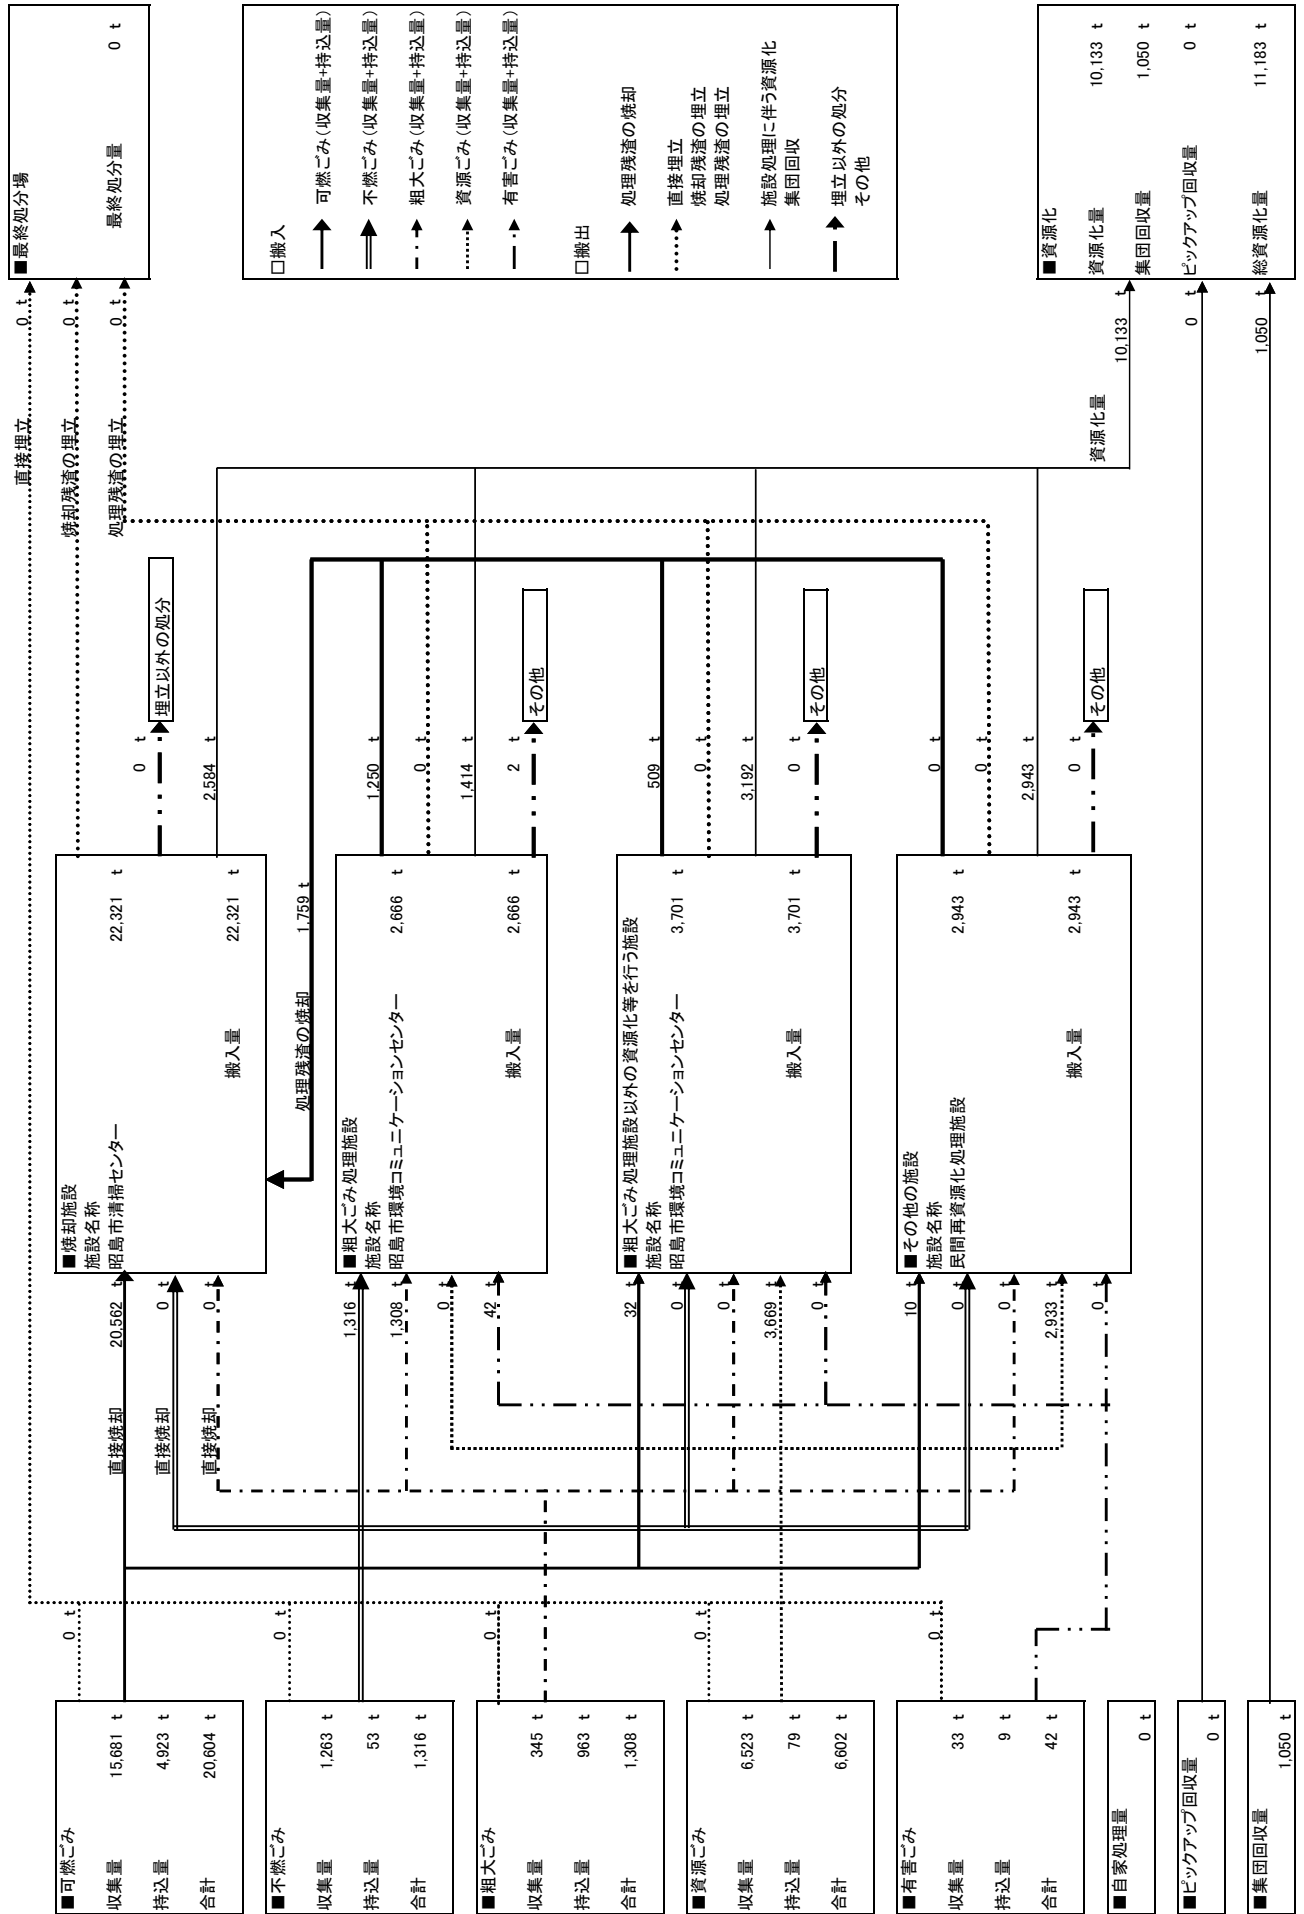 ■可燃ごみ
収集量 15,681 t
持込量 4,923 t
合計 20,604 t
■不燃ごみ
収集量 1,263 t
持込量 53 t
合計 1,316 t
■粗大ごみ
収集量 345 t
持込量 963 t
合計 1,308 t
■資源ごみ
収集量 6,523 t
持込量 79 t
合計 6,602 t
■有害ごみ
収集量 33 t
持込量 9 t
合計 42 t
■自家処理量
0 t
■ピックアップ回収量
0 t
■集団回収量
1,050 t
0 t
0 t
0 t
0 t
0 t
直接焼却 20,562 t
直接焼却 0 t
直接焼却 0 t
1,316 t
1,308 t
0 t
42 t
32 t
0 t
0 t
3,669 t
0 t
10 t
0 t
0 t
2,933 t
0 t
■焼却施設
施設名称
昭島市清掃センター 22,321 t
搬入量 22,321 t
処理残渣の焼却 1,759 t
■粗大ごみ処理施設
施設名称
昭島市環境コミュニケーションセンター 2,666 t
搬入量 2,666 t
■粗大ごみ処理施設以外の資源化等を行う施設
施設名称
昭島市環境コミュニケーションセンター 3,701 t
搬入量 3,701 t
■その他の施設
施設名称
民間再資源化処理施設 2,943 t
搬入量 2,943 t
0 t
埋立以外の処分
2,584 t
1,250 t
0 t
1,414 t
2 t
その他
509 t
0 t
3,192 t
0 t
その他
0 t
0 t
2,943 t
0 t
その他
直接埋立 0 t
焼却残渣の埋立 0 t
処理残渣の埋立 0 t
資源化量 10,133 t
0 t
1,050 t
■最終処分場
最終処分量 0 t
□搬入
可燃ごみ(収集量+持込量)
不燃ごみ(収集量+持込量)
粗大ごみ(収集量+持込量)
資源ごみ(収集量+持込量)
有害ごみ(収集量+持込量)
□搬出
処理残渣の焼却
直接埋立
焼却残渣の埋立
処理残渣の埋立
施設処理に伴う資源化
集団回収
埋立以外の処分
その他
■資源化
資源化量 10,133 t
集団回収量 1,050 t
ピックアップ回収量 0 t
総資源化量 11,183 t